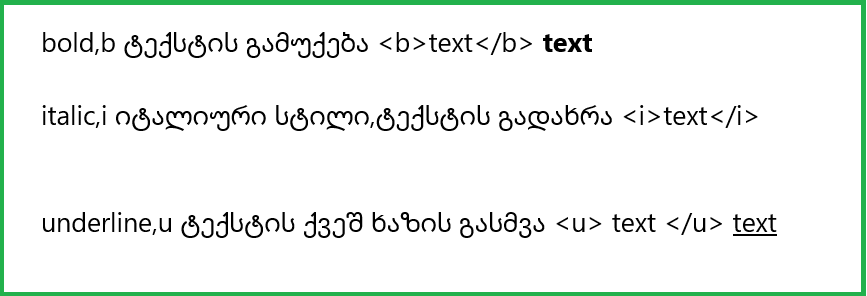 bold,b ტექსტის გამუქება <b>text</b> text
italic,i იტალიური სტილი,ტექსტის გადახრა <i>text</i>
underline,u ტექსტის ქვეშ ხაზის გასმვა <u> text </u> text